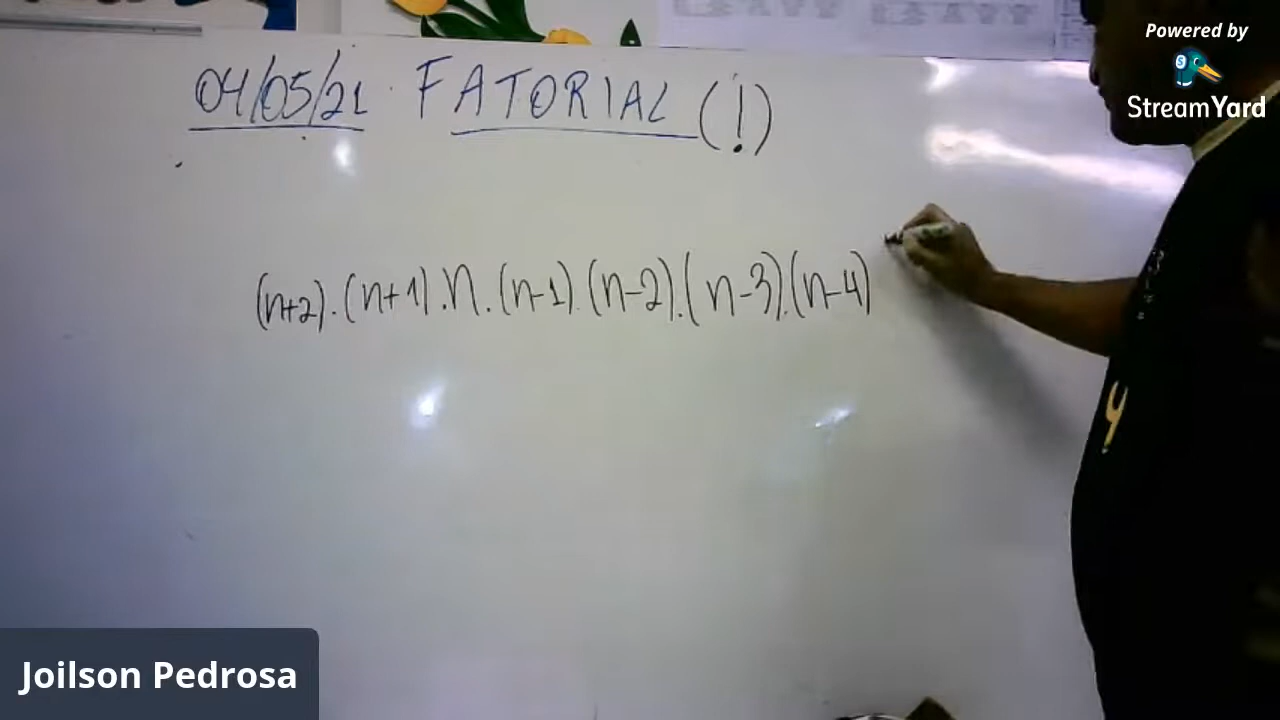 Powered by
StreamYard
04/05/21 FATORIAL (!)
(n+2).(n+1).n.(n-1).(n-2).(n-3).(n-4)
Joilson Pedrosa